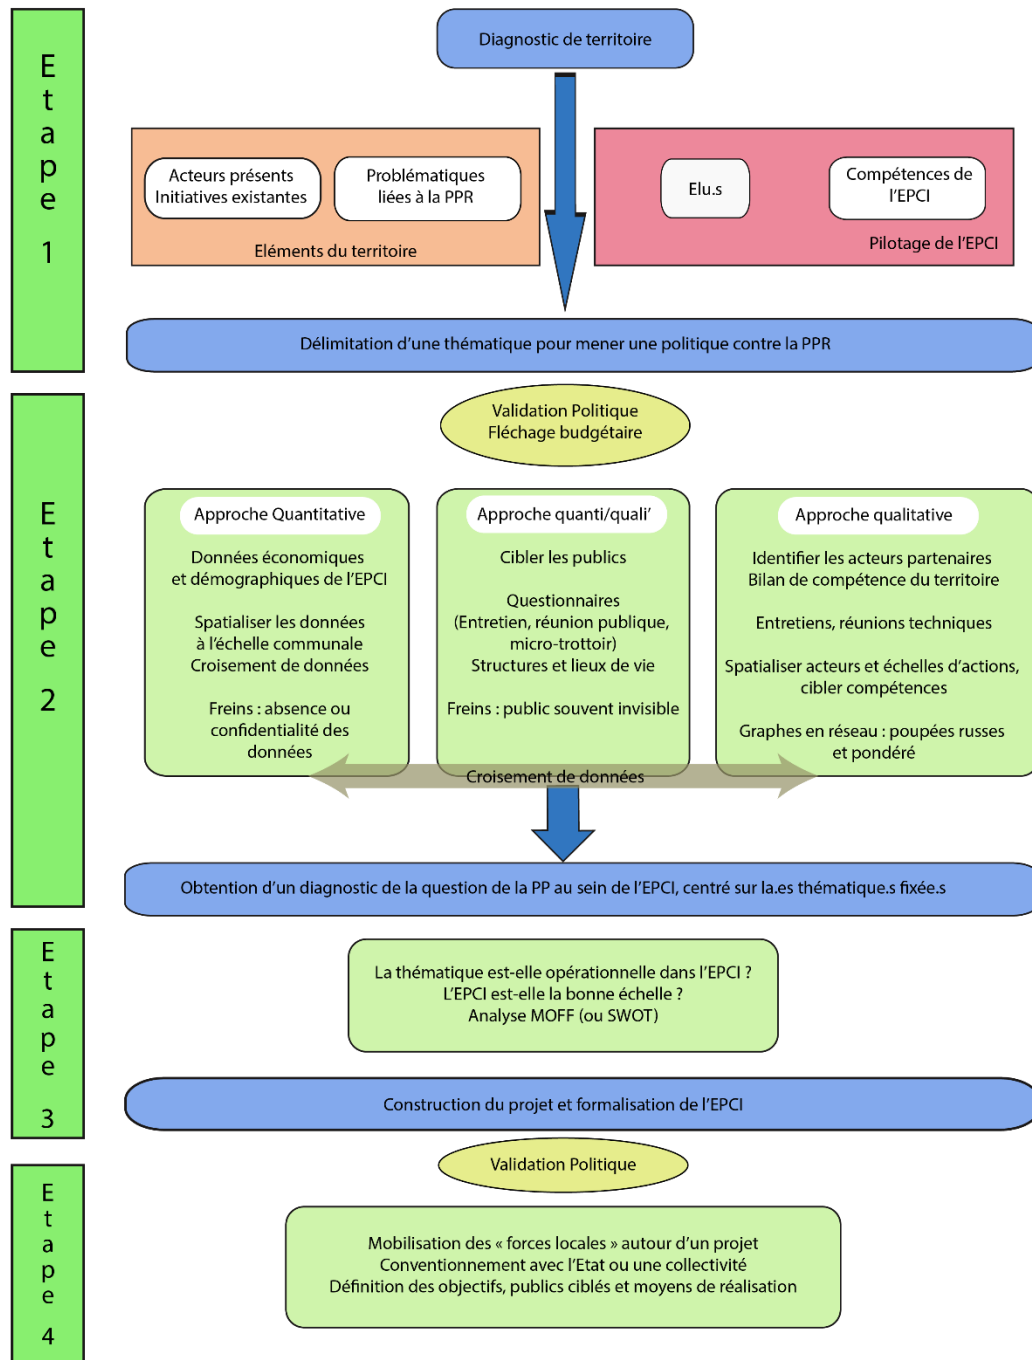 Etape 1
Diagnostic de territoire
Acteurs présents
Initiatives existantes
Problématiques
liées à la PPR
Eléments du territoire
Elu.s
Compétences de
l'EPCI
Pilotage de l'EPCI
Délimitation d'une thématique pour mener une politique contre la PPR
Etape 2
Validation Politique
Fléchage budgétaire
Approche Quantitative
Données économiques
et démographiques de l'EPCI
Spatialiser les données
à l'échelle communale
Croisement de données
Freins : absence ou
confidentialité des
données
Approche quanti/quali'
Cibler les publics
Questionnaires
(Entretien, réunion publique,
micro-trottoir)
Structures et lieux de vie
Freins : public souvent invisible
Approche qualitative
Identifier les acteurs partenaires
Bilan de compétence du territoire
Entretiens, réunions techniques
Spatialiser acteurs et échelles d'actions,
cibler compétences
Graphes en réseau : poupées russes
et pondéré
Croisement de données
Obtention d'un diagnostic de la question de la PP au sein de l'EPCI, centré sur la.es thématique.s fixée.s
Etape 3
La thématique est-elle opérationnelle dans l'EPCI ?
L'EPCI est-elle la bonne échelle ?
Analyse MOFF (ou SWOT)
Construction du projet et formalisation de l'EPCI
Etape 4
Validation Politique
Mobilisation des « forces locales » autour d'un projet
Conventionnement avec l'Etat ou une collectivité
Définition des objectifs, publics ciblés et moyens de réalisation